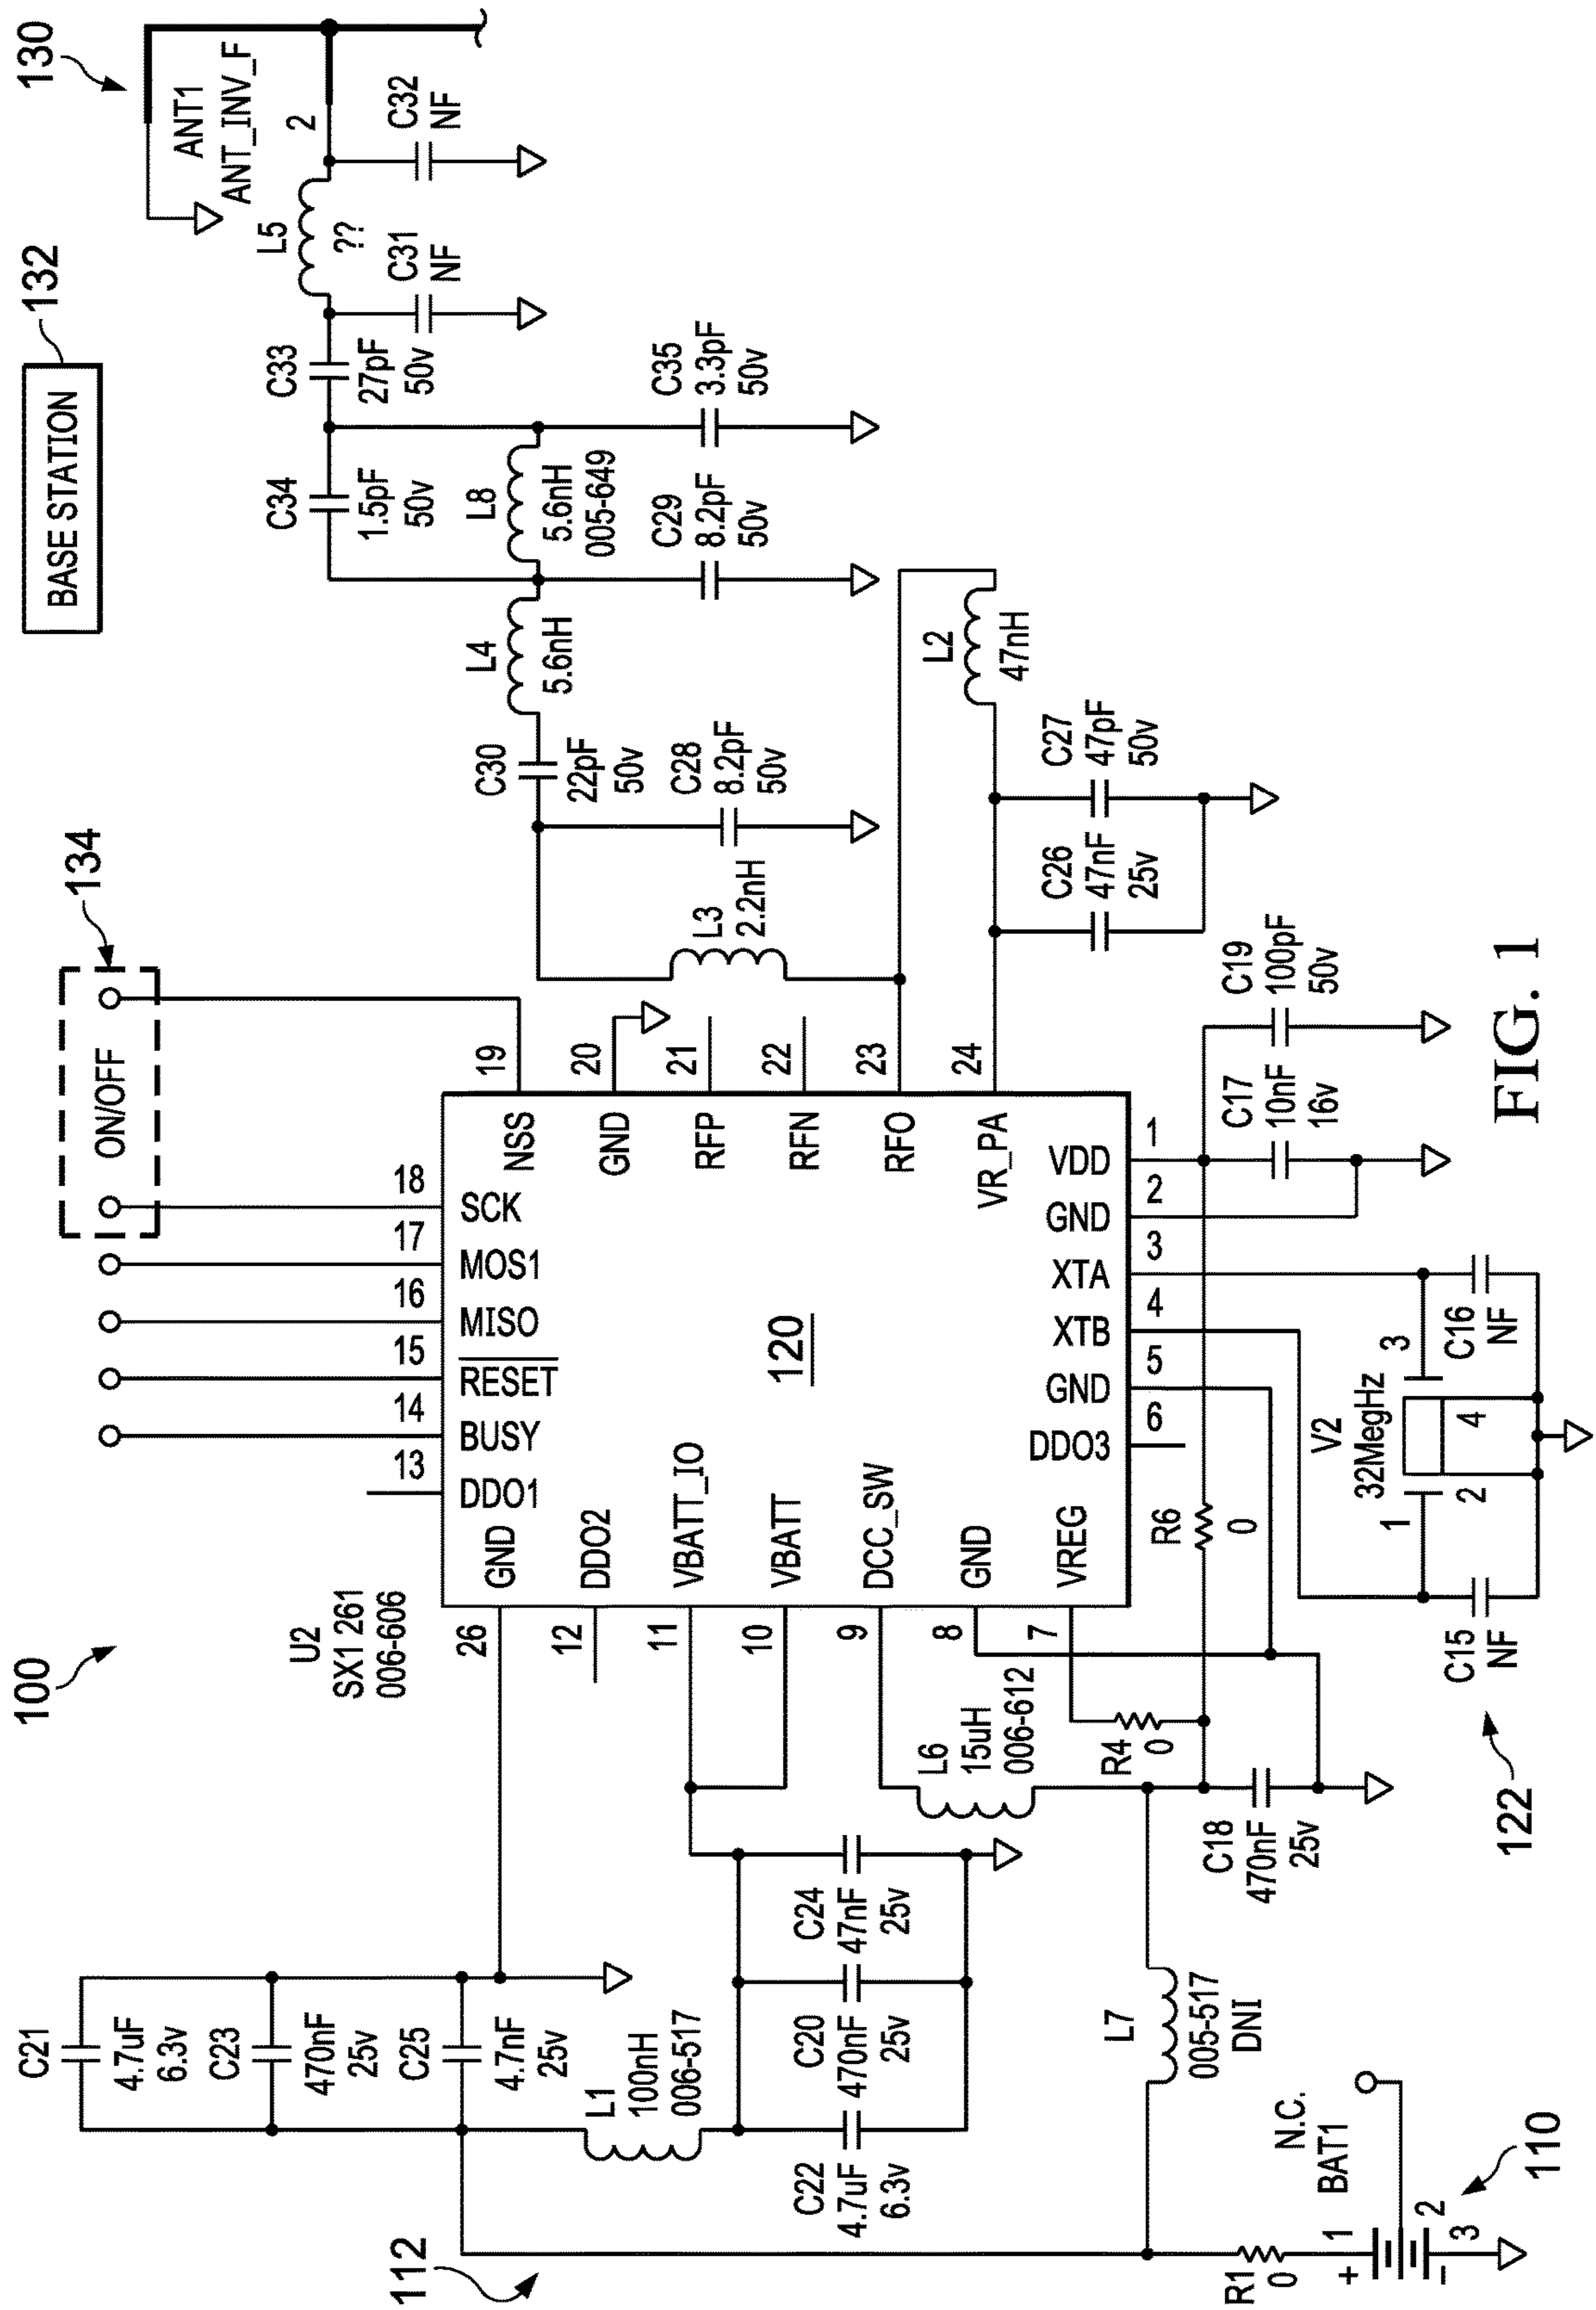 100
130
ANT1
ANT_INV_F
2
L5
??
C32
NF
C31
NF
BASE STATION
132
C33
27pF
50v
C34
1.5pF
50v
L8
5.6nH
005-649
C35
3.3pF
50v
C29
8.2pF
50v
L4
5.6nH
C30
22pF
50v
C28
8.2pF
50v
L3
2.2nH
L2
47nH
C27
47pF
50v
C26
47nF
25v
134
ON/OFF
U2
SX1 261
006-606
120
13
DDO1
14
BUSY
15
RESET
16
MISO
17
MOS1
18
SCK
19
NSS
20
GND
21
RFP
22
RFN
23
RFO
24
VR_PA
26
GND
12
DDO2
11
VBATT_IO
10
VBATT
9
DCC_SW
8
GND
7
VREG
1
VDD
2
GND
3
XTA
4
XTB
5
GND
6
DDO3
C19
100pF
50v
C17
10nF
16v
R6
0
R4
0
V2
32MegHz
1
2
3
4
C16
NF
C15
NF
122
L6
15uH
006-612
C18
470nF
25v
C21
4.7uF
6.3v
C23
470nF
25v
C25
4.7nF
25v
L1
100nH
006-517
C24
47nF
25v
C20
470nF
25v
C22
4.7uF
6.3v
L7
005-517
DNI
112
R1
0
N.C.
BAT1
1
+
2
3
–
110
FIG. 1